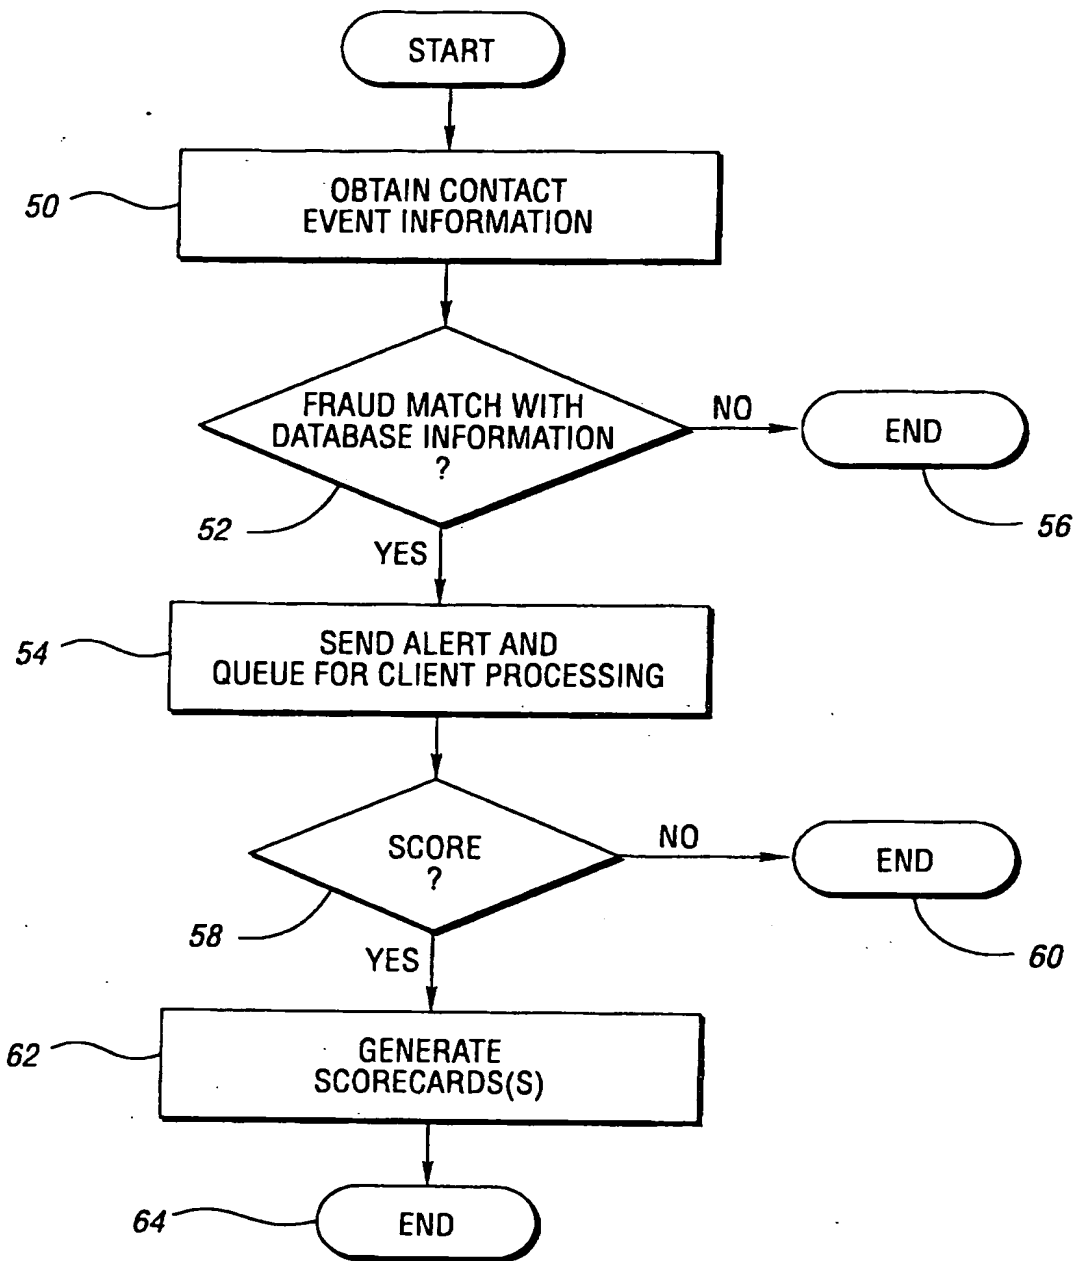 START
50
OBTAIN CONTACT
EVENT INFORMATION
FRAUD MATCH WITH
DATABASE INFORMATION
?
NO
END
52
56
YES
54
SEND ALERT AND
QUEUE FOR CLIENT PROCESSING
SCORE
?
NO
END
58
60
YES
62
GENERATE
SCORECARDS(S)
64
END